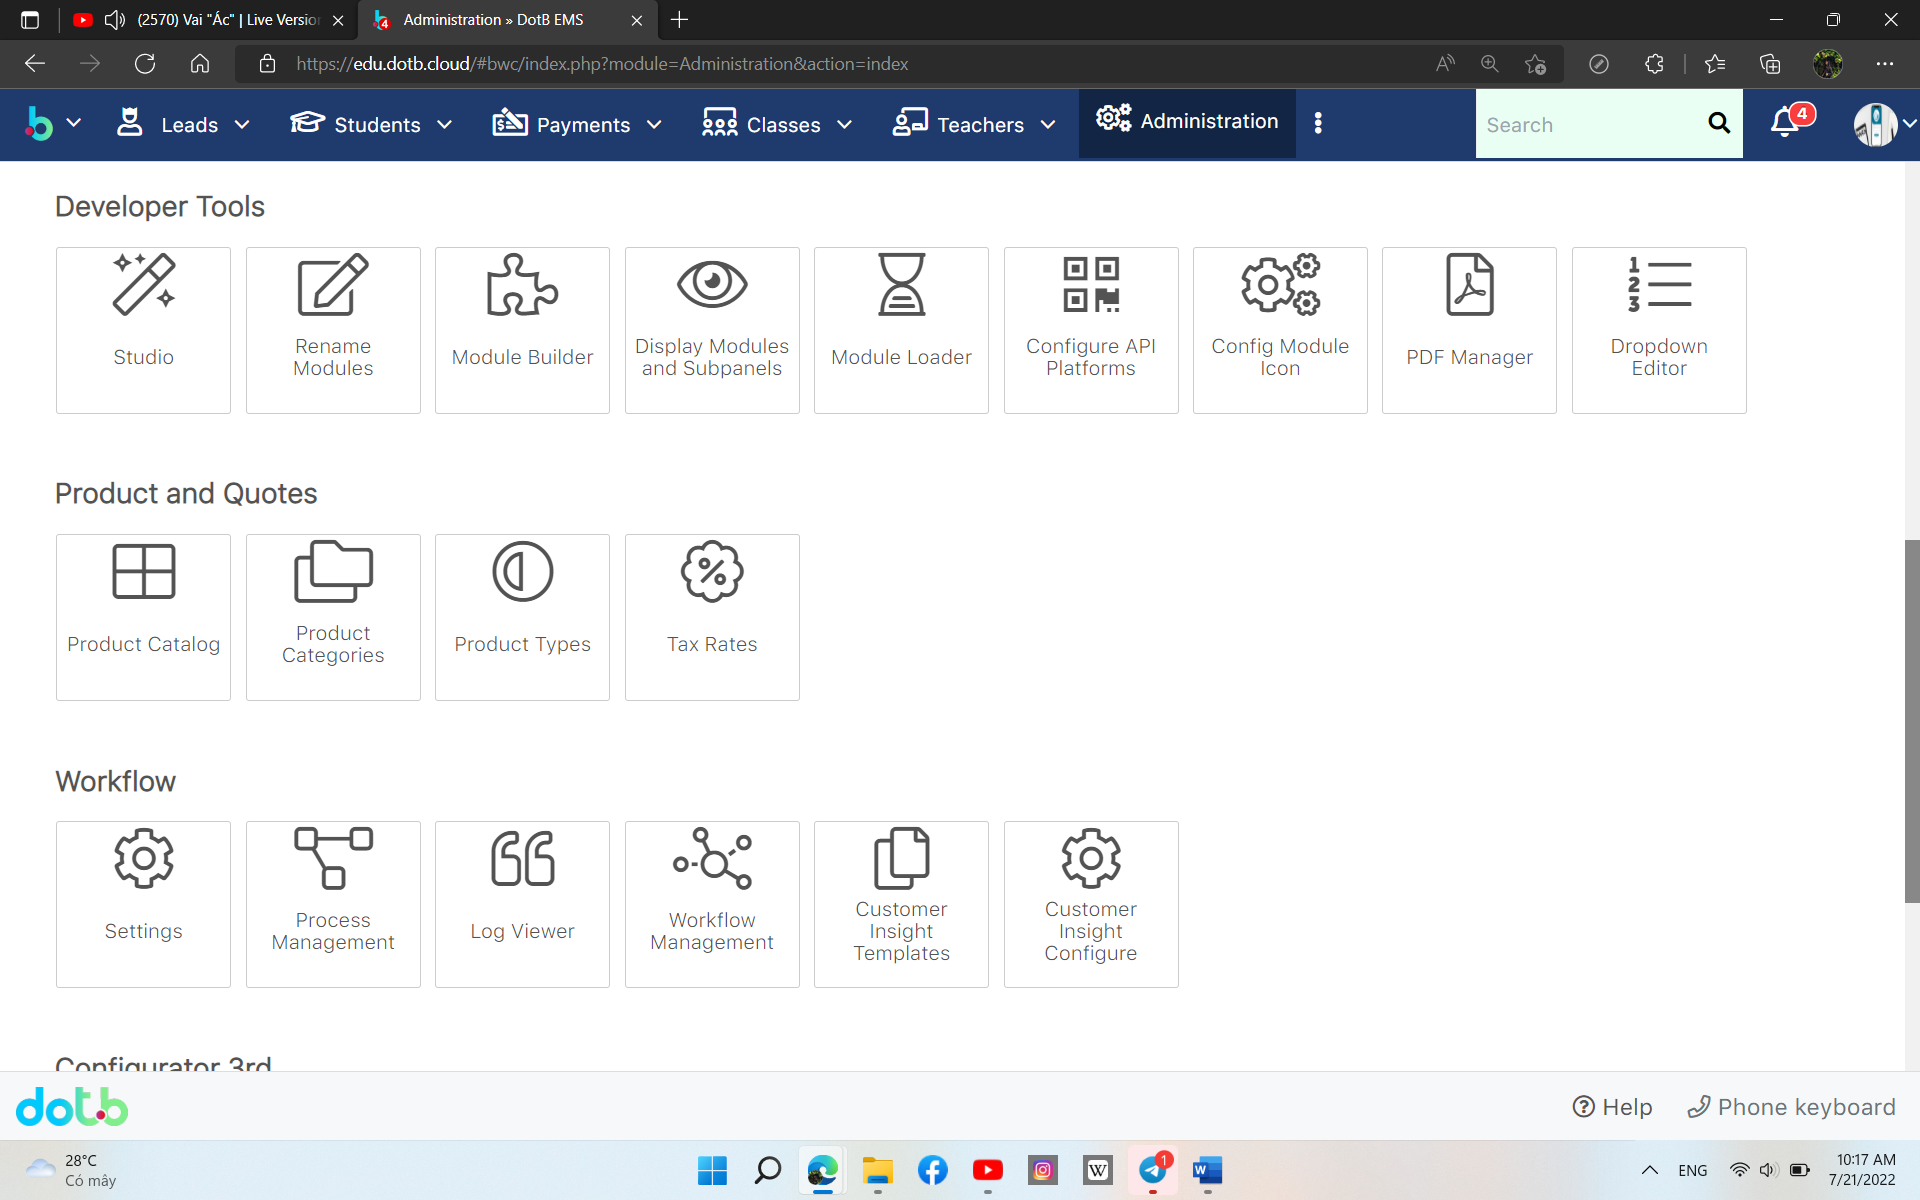 (2570) Vai "Ác" | Live Versio
Administration » DotB EMS
https://edu.dotb.cloud/#bwc/index.php?module=Administration&action=index
Leads
Students
Payments
Classes
Teachers
Administration
Search
4
Developer Tools
Studio
Rename
Modules
Module Builder
Display Modules
and Subpanels
Module Loader
Configure API
Platforms
Config Module
Icon
PDF Manager
Dropdown
Editor
Product and Quotes
Product Catalog
Product
Categories
Product Types
Tax Rates
Workflow
Settings
Process
Management
Log Viewer
Workflow
Management
Customer
Insight
Templates
Customer
Insight
Configure
Configurator 3rd
dotb
Help
Phone keyboard
28°C
Có mây
1
ENG
10:17 AM
7/21/2022